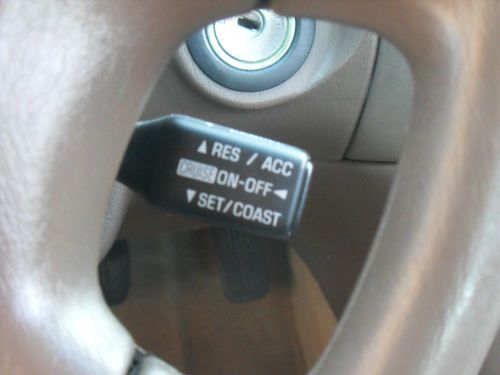 ▲ RES / ACC
CRUISE ON-OFF ◄
▼ SET/COAST